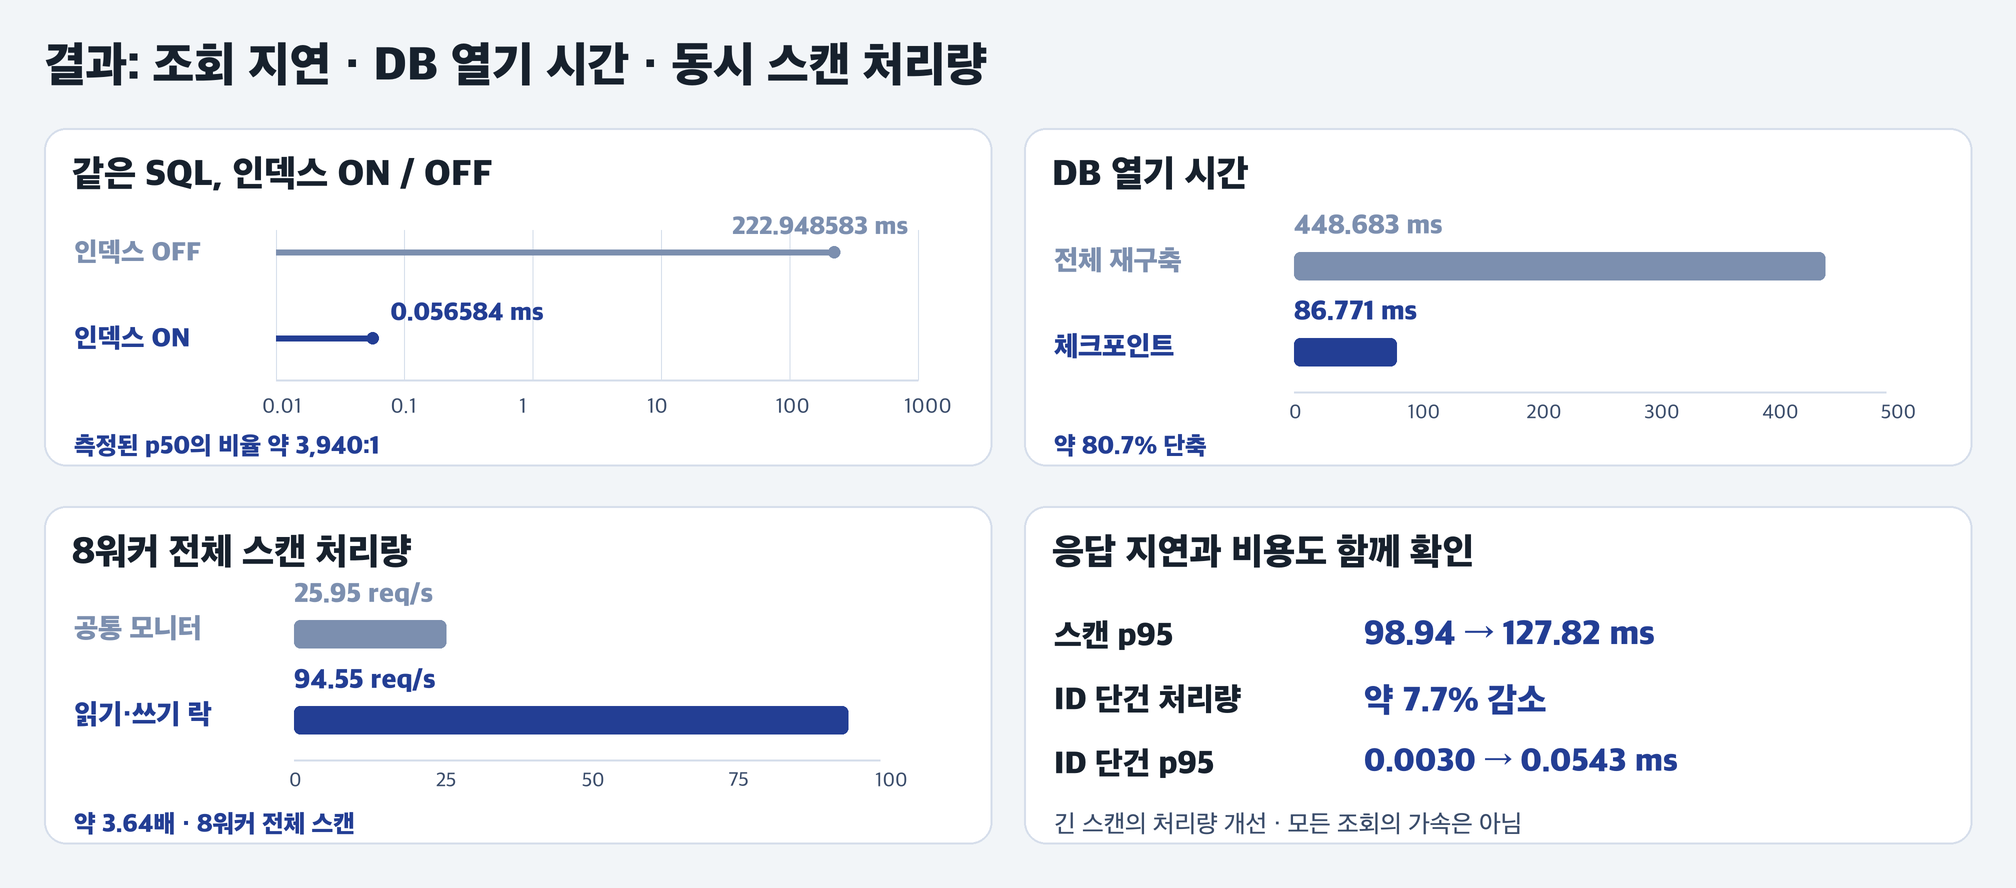 결과: 조회 지연 · DB 열기 시간 · 동시 스캔 처리량
같은 SQL, 인덱스 ON / OFF
222.948583 ms
인덱스 OFF
0.056584 ms
인덱스 ON
0.01 0.1 1 10 100 1000
측정된 p50의 비율 약 3,940:1
DB 열기 시간
448.683 ms
전체 재구축
86.771 ms
체크포인트
0 100 200 300 400 500
약 80.7% 단축
8워커 전체 스캔 처리량
25.95 req/s
공통 모니터
94.55 req/s
읽기·쓰기 락
0 25 50 75 100
약 3.64배 · 8워커 전체 스캔
응답 지연과 비용도 함께 확인
스캔 p95 98.94 → 127.82 ms
ID 단건 처리량 약 7.7% 감소
ID 단건 p95 0.0030 → 0.0543 ms
긴 스캔의 처리량 개선 · 모든 조회의 가속은 아님